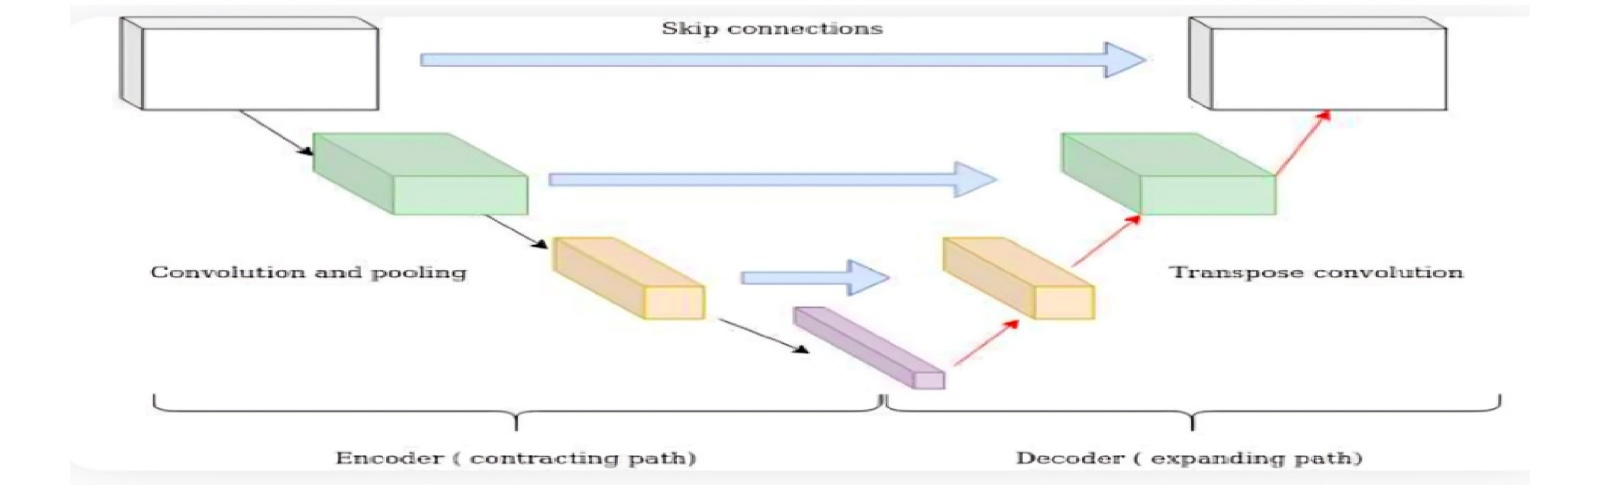 Skip connections
Convolution and pooling
Transpose convolution
Encoder ( contracting path)
Decoder ( expanding path)